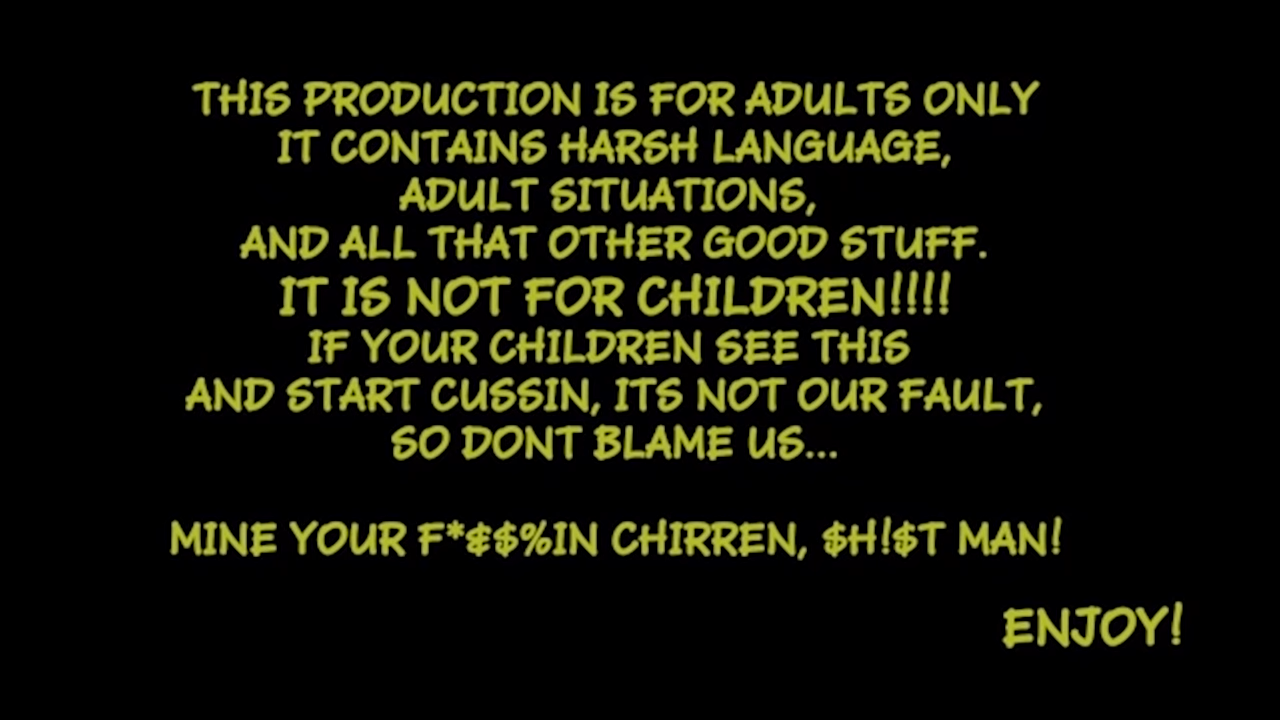 THIS PRODUCTION IS FOR ADULTS ONLY
IT CONTAINS HARSH LANGUAGE,
ADULT SITUATIONS,
AND ALL THAT OTHER GOOD STUFF.
IT IS NOT FOR CHILDREN!!!!
IF YOUR CHILDREN SEE THIS
AND START CUSSIN, ITS NOT OUR FAULT,
SO DONT BLAME US...
MINE YOUR F*&$%IN CHIRREN, $H!$T MAN!
ENJOY!